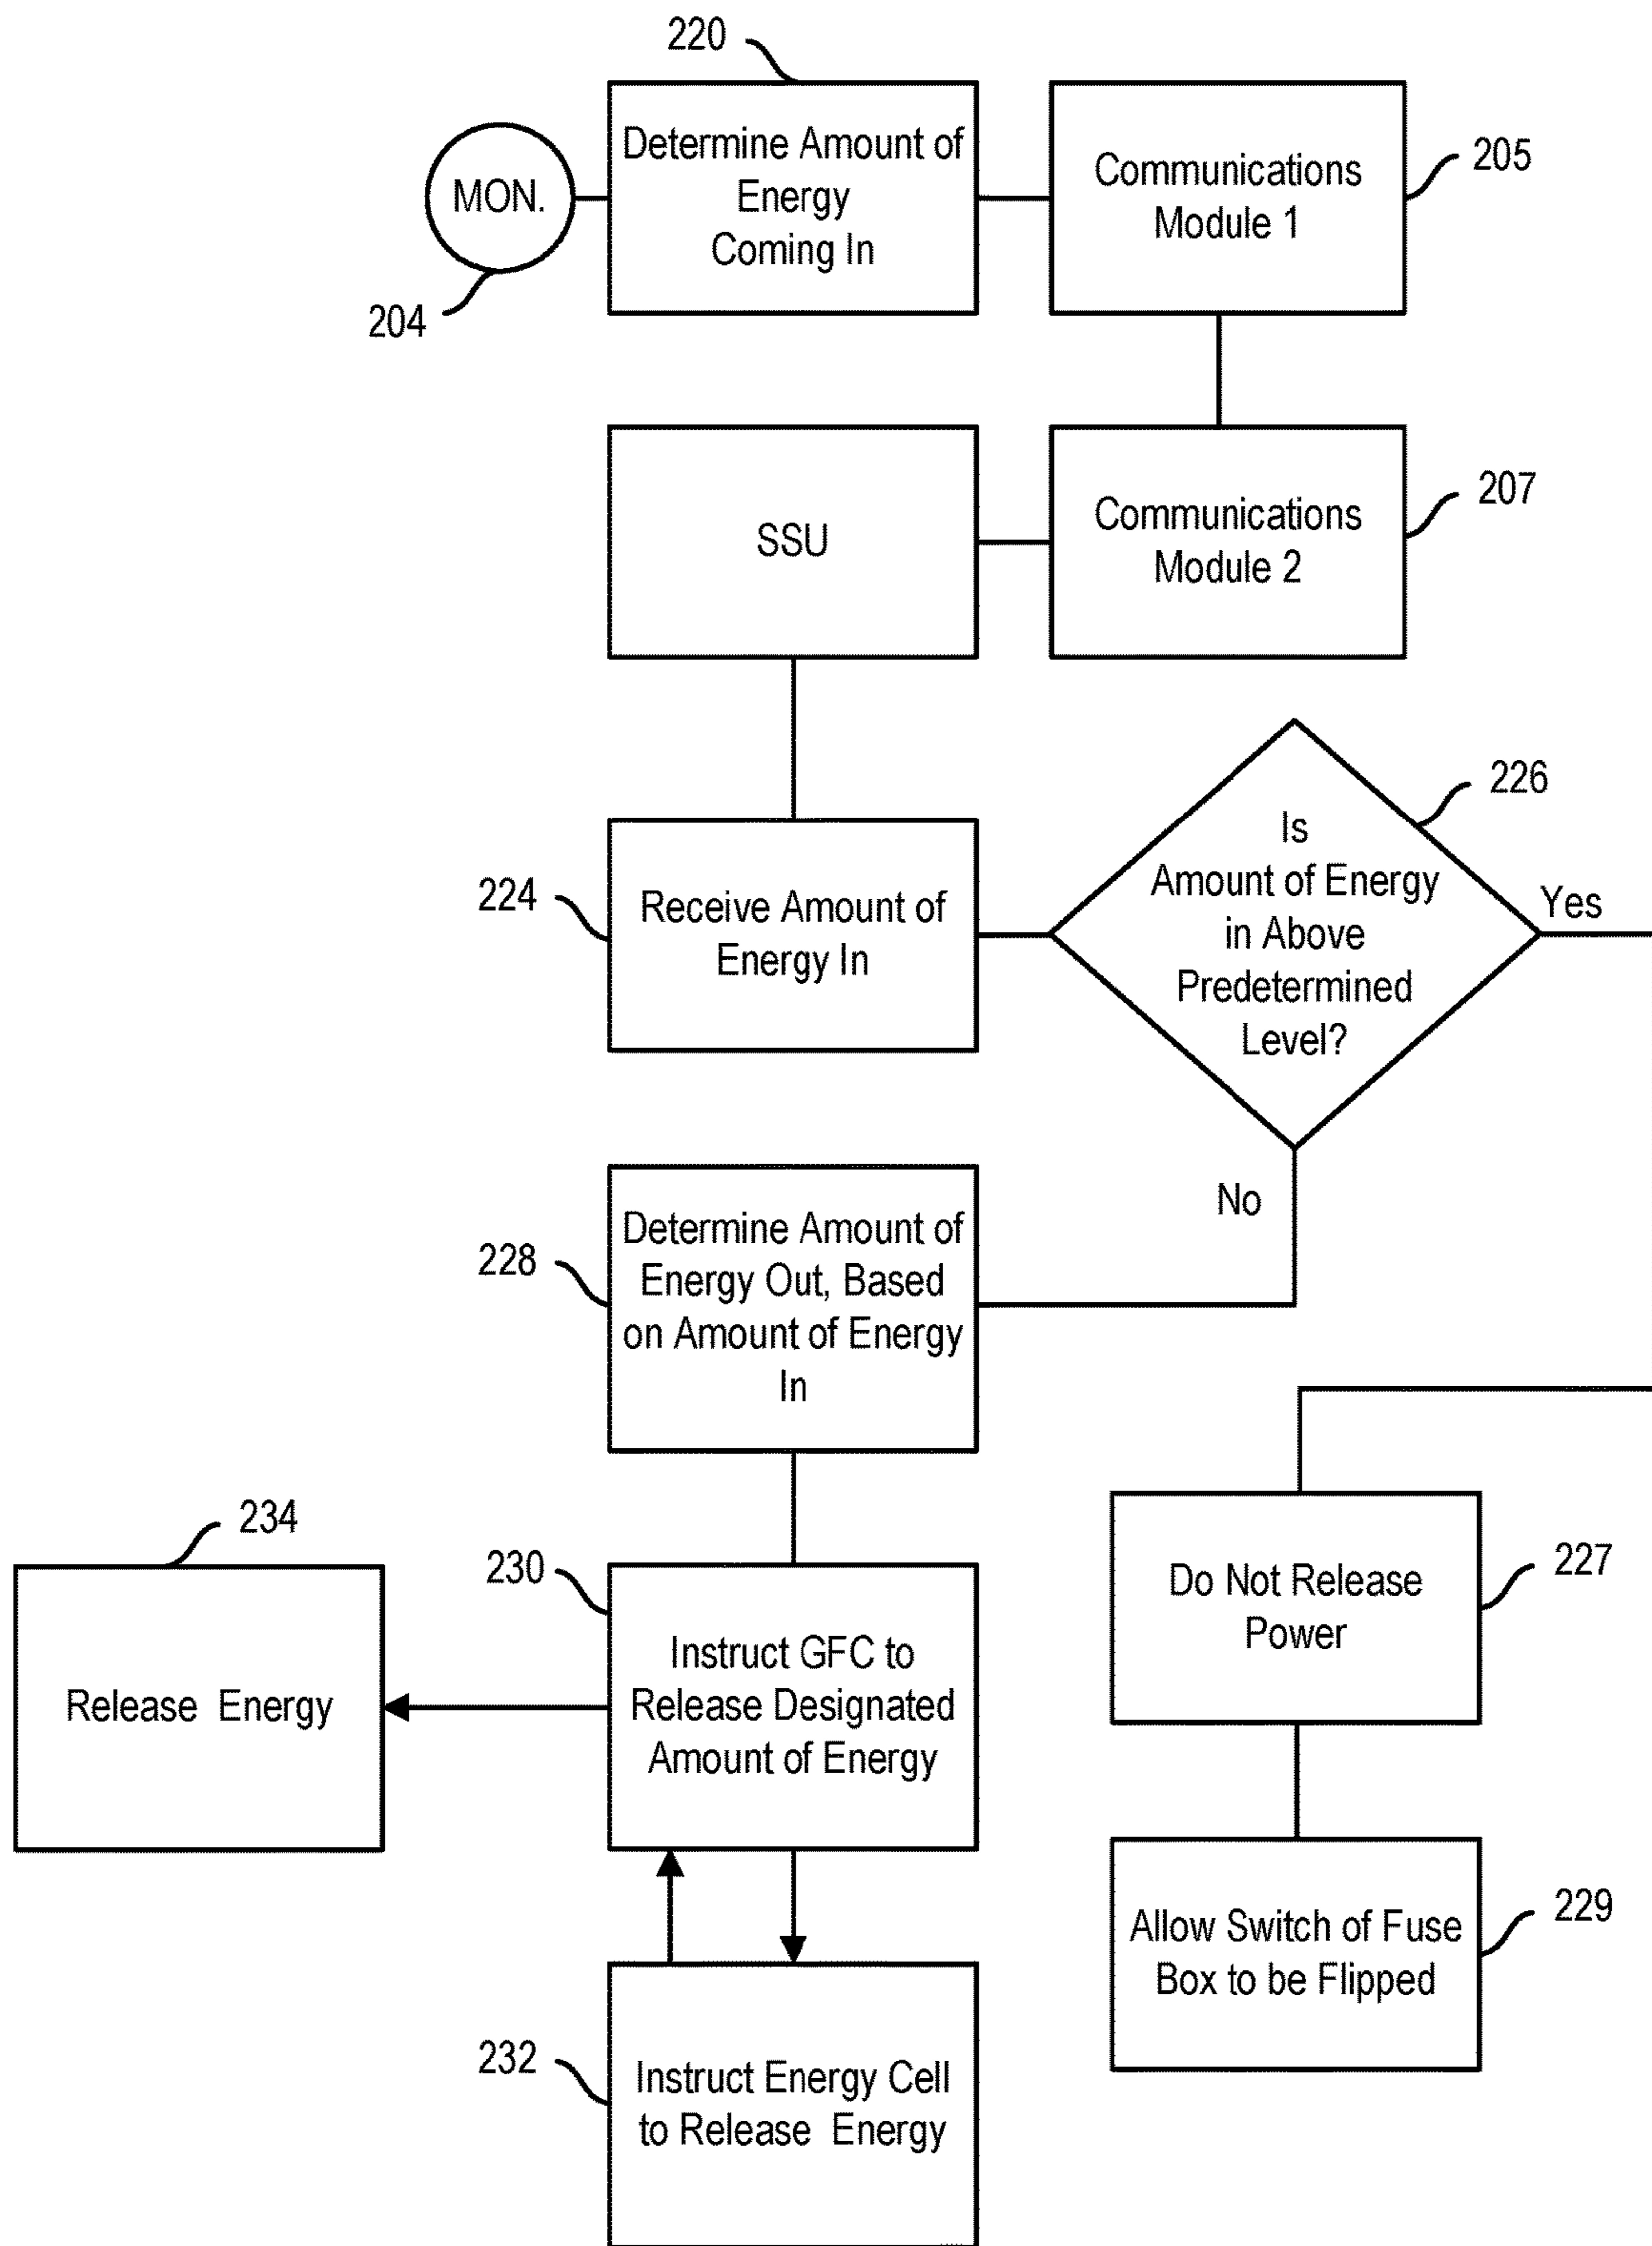 220
Determine Amount of
Energy
Coming In
Communications
Module 1
205
MON.
204
SSU
Communications
Module 2
207
224
Receive Amount of
Energy In
Is
Amount of Energy
in Above
Predetermined
Level?
226
Yes
No
228
Determine Amount of
Energy Out, Based
on Amount of Energy
In
234
Release Energy
230
Instruct GFC to
Release Designated
Amount of Energy
Do Not Release
Power
227
232
Instruct Energy Cell
to Release Energy
Allow Switch of Fuse
Box to be Flipped
229